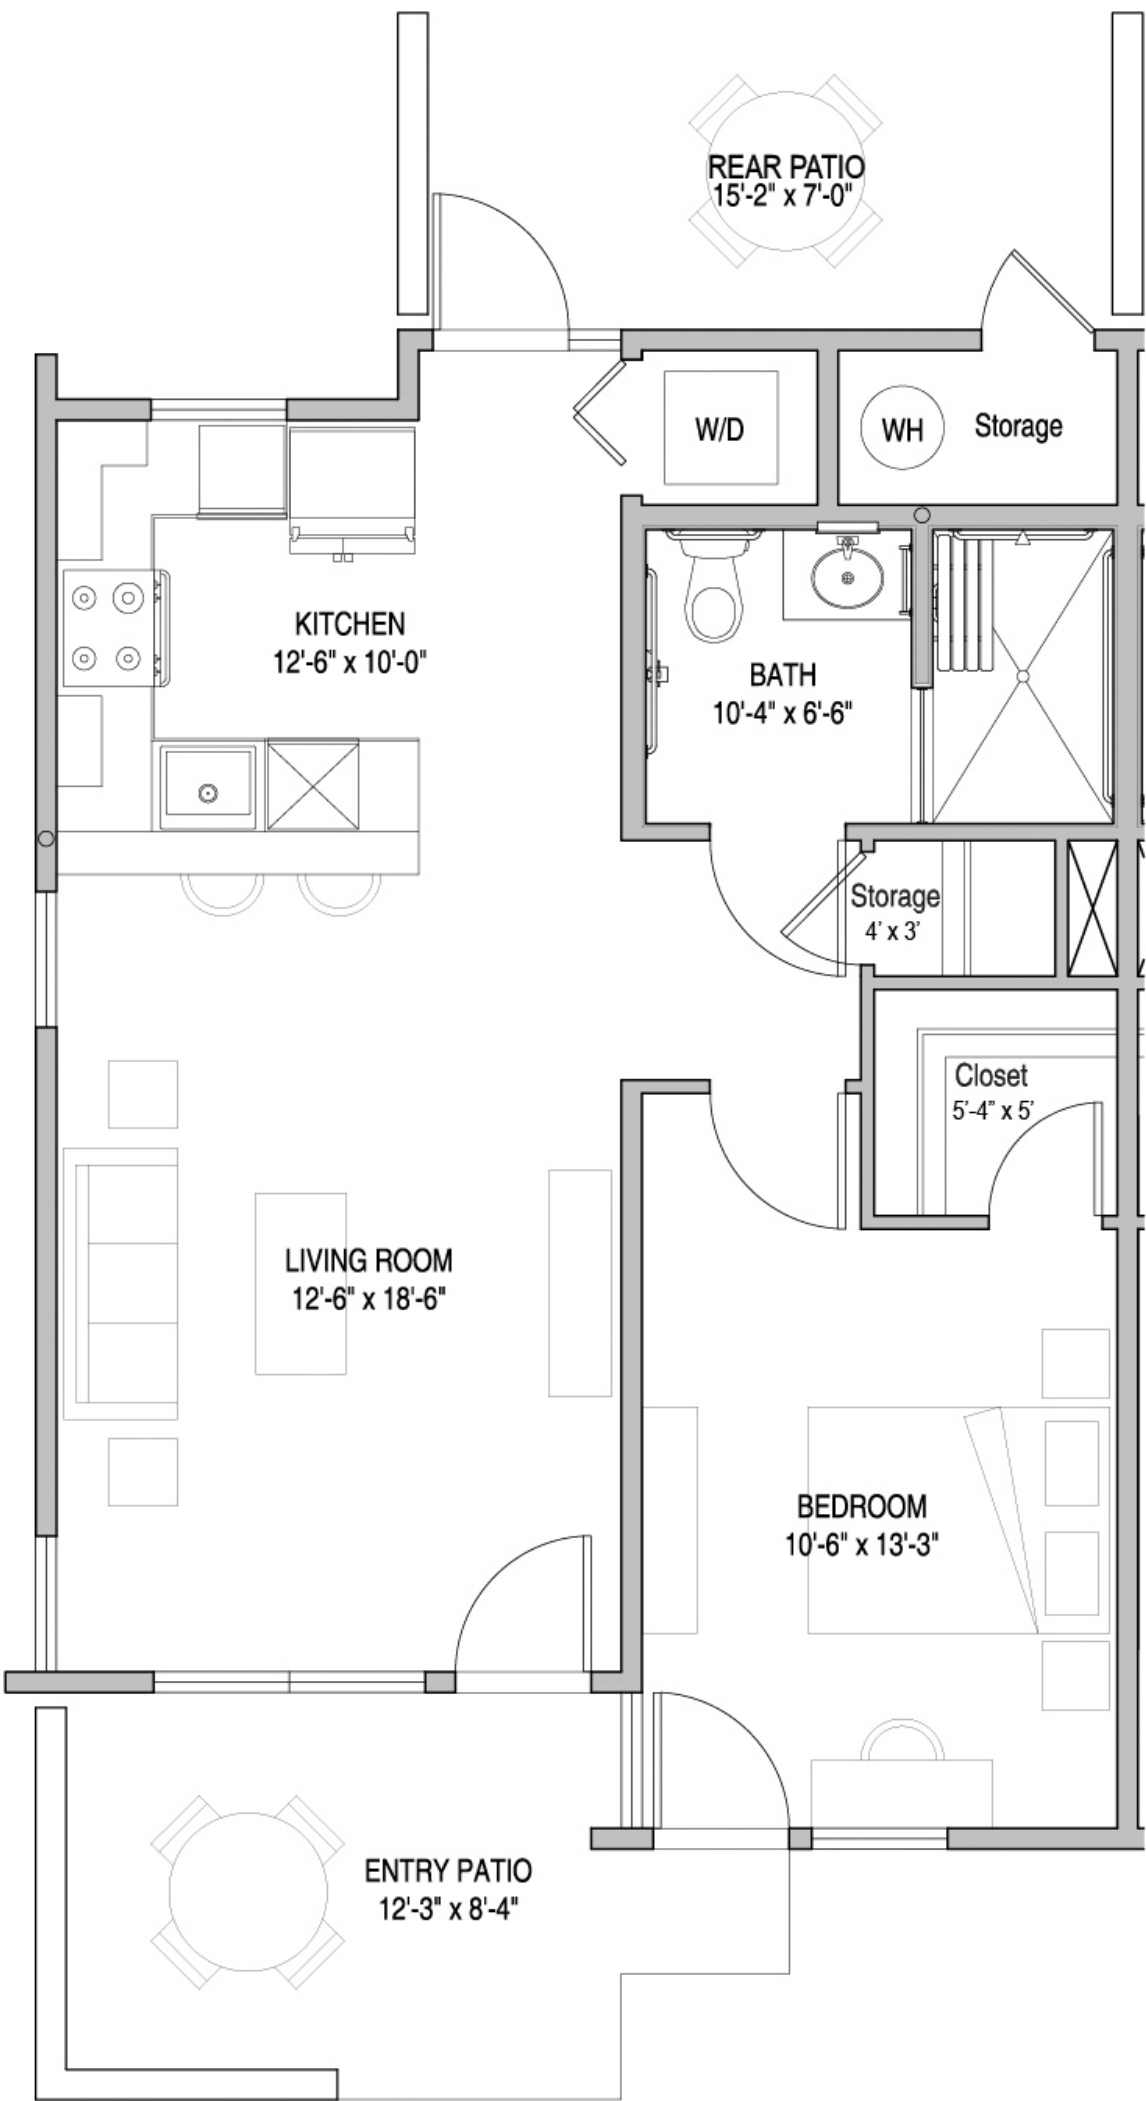 REAR PATIO
15'-2" x 7'-0"
W/D
WH
Storage
KITCHEN
12'-6" x 10'-0"
BATH
10'-4" x 6'-6"
Storage
4' x 3'
Closet
5'-4" x 5'
LIVING ROOM
12'-6" x 18'-6"
BEDROOM
10'-6" x 13'-3"
ENTRY PATIO
12'-3" x 8'-4"